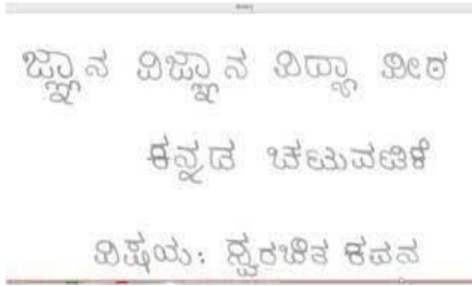 ಜ್ಞಾನ ವಿಜ್ಞಾನ ವಿದ್ಯಾ ಪೀಠ
ಕನ್ನಡ ಚಟುವಟಿಕೆ
ವಿಷಯ: ಸ್ವರಚಿತ ಕವನ